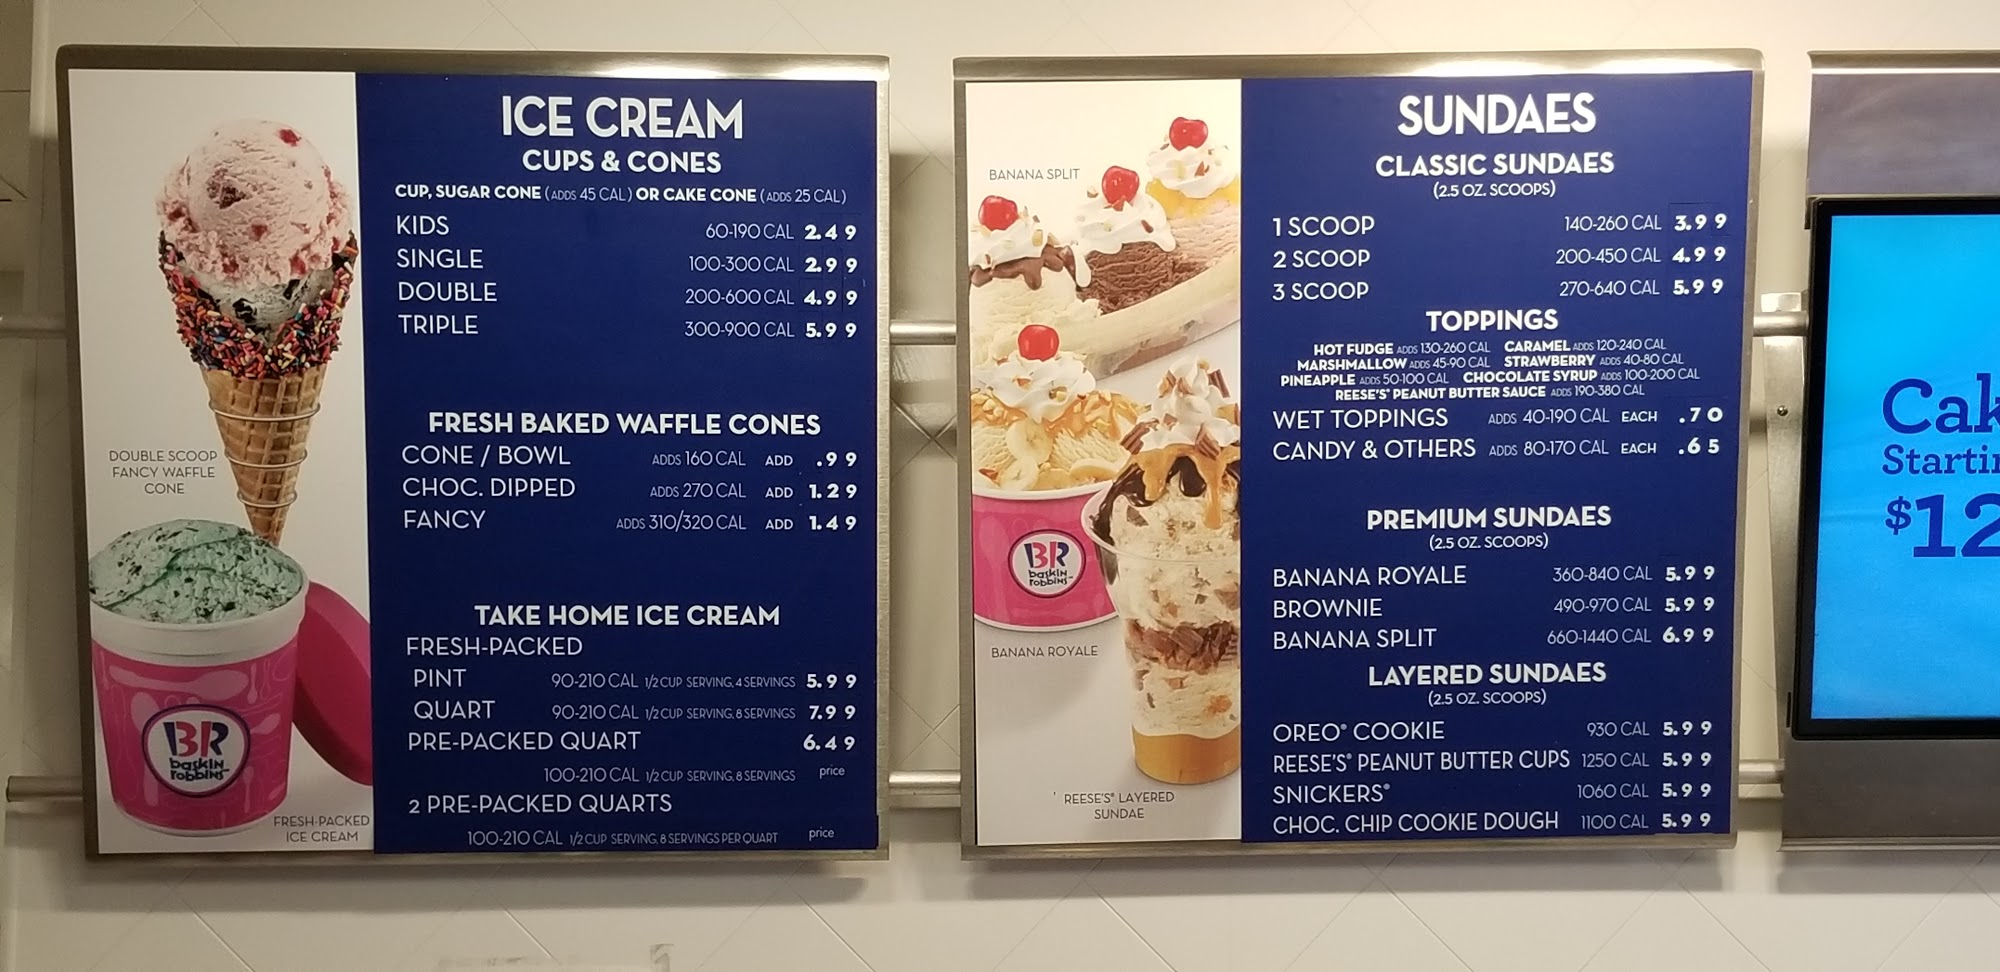 ICE CREAM
CUPS & CONES
CUP, SUGAR CONE (ADDS 45 CAL) OR CAKE CONE (ADDS 25 CAL)
KIDS 60-190 CAL 2.49
SINGLE 100-300 CAL 2.99
DOUBLE 200-600 CAL 4.99
TRIPLE 300-900 CAL 5.99
FRESH BAKED WAFFLE CONES
CONE / BOWL ADDS 160 CAL ADD .99
CHOC. DIPPED ADDS 270 CAL ADD 1.29
FANCY ADDS 310/320 CAL ADD 1.49
TAKE HOME ICE CREAM
FRESH-PACKED
PINT 90-210 CAL 1/2 CUP SERVING, 4 SERVINGS 5.99
QUART 90-210 CAL 1/2 CUP SERVING, 8 SERVINGS 7.99
PRE-PACKED QUART 6.49
100-210 CAL 1/2 CUP SERVING, 8 SERVINGS price
2 PRE-PACKED QUARTS
100-210 CAL 1/2 CUP SERVING, 8 SERVINGS PER QUART price
DOUBLE SCOOP
FANCY WAFFLE
CONE
BR
baskin
robbins™
FRESH-PACKED
ICE CREAM
SUNDAES
CLASSIC SUNDAES
(2.5 OZ. SCOOPS)
1 SCOOP 140-260 CAL 3.99
2 SCOOP 200-450 CAL 4.99
3 SCOOP 270-640 CAL 5.99
TOPPINGS
HOT FUDGE ADDS 130-260 CAL CARAMEL ADDS 120-240 CAL
MARSHMALLOW ADDS 45-90 CAL STRAWBERRY ADDS 40-80 CAL
PINEAPPLE ADDS 50-100 CAL CHOCOLATE SYRUP ADDS 100-200 CAL
REESE'S® PEANUT BUTTER SAUCE ADDS 190-380 CAL
WET TOPPINGS ADDS 40-190 CAL EACH .70
CANDY & OTHERS ADDS 80-170 CAL EACH .65
PREMIUM SUNDAES
(2.5 OZ. SCOOPS)
BANANA ROYALE 360-840 CAL 5.99
BROWNIE 490-970 CAL 5.99
BANANA SPLIT 660-1440 CAL 6.99
LAYERED SUNDAES
(2.5 OZ. SCOOPS)
OREO® COOKIE 930 CAL 5.99
REESE'S® PEANUT BUTTER CUPS 1250 CAL 5.99
SNICKERS® 1060 CAL 5.99
CHOC. CHIP COOKIE DOUGH 1100 CAL 5.99
BANANA SPLIT
BR
baskin
robbins™
BANANA ROYALE
REESE'S® LAYERED
SUNDAE
Cak
Startin
$12